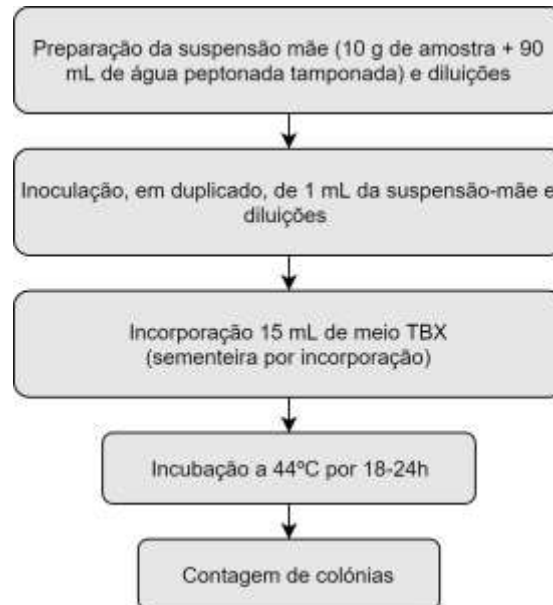 Preparação da suspensão mãe (10 g de amostra + 90
mL de água peptonada tamponada) e diluições
Inoculação, em duplicado, de 1 mL da suspensão-mãe e
diluições
Incorporação 15 mL de meio TBX
(sementeira por incorporação)
Incubação a 44ºC por 18-24h
Contagem de colónias